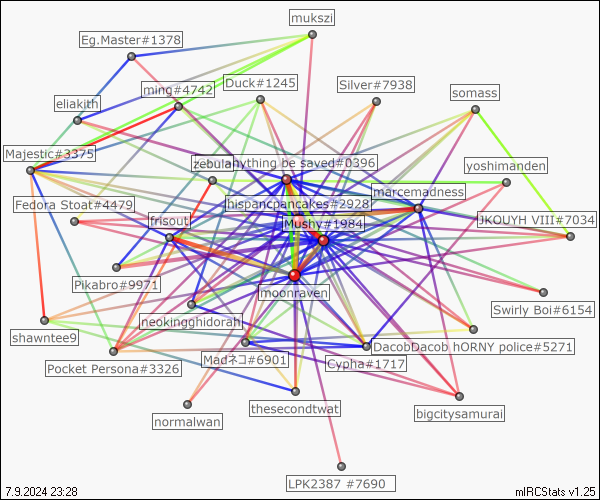 mukszi
Eg.Master#1378
ming#4742
Duck#1245
Silver#7938
somass
eliakith
Majestic#3375
zebula
nything be saved#0396
yoshimanden
marcemadness
Fedora Stoat#4479
hispancpancakes#2928
frisout
Mushy#1984
JKOUYH VIII#7034
Pikabro#9971
moonraven
Swirly Boi#6154
neokingghidorah
shawntee9
Madネコ#6901
DacobDacob hORNY police#5271
Pocket Persona#3326
Cypha#1717
thesecondtwat
bigcitysamurai
normalwan
LPK2387 #7690
7.9.2024 23:28
mIRCStats v1.25